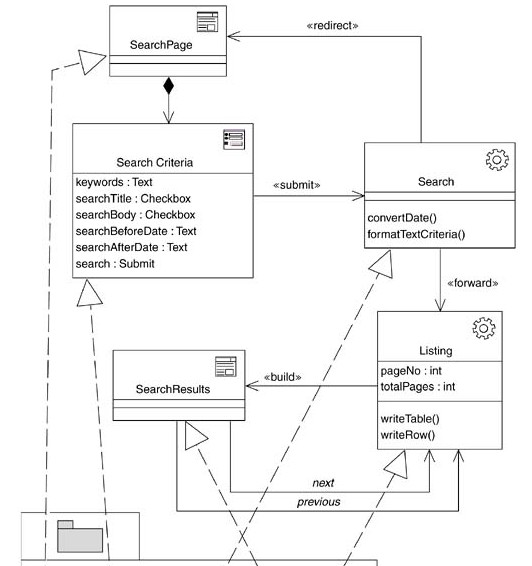 «redirect»
SearchPage
Search Criteria
keywords : Text
searchTitle : Checkbox
searchBody : Checkbox
searchBeforeDate : Text
searchAfterDate : Text
search : Submit
«submit»
Search
convertDate()
formatTextCriteria()
«forward»
Listing
pageNo : int
totalPages : int
writeTable()
writeRow()
«build»
SearchResults
next
previous